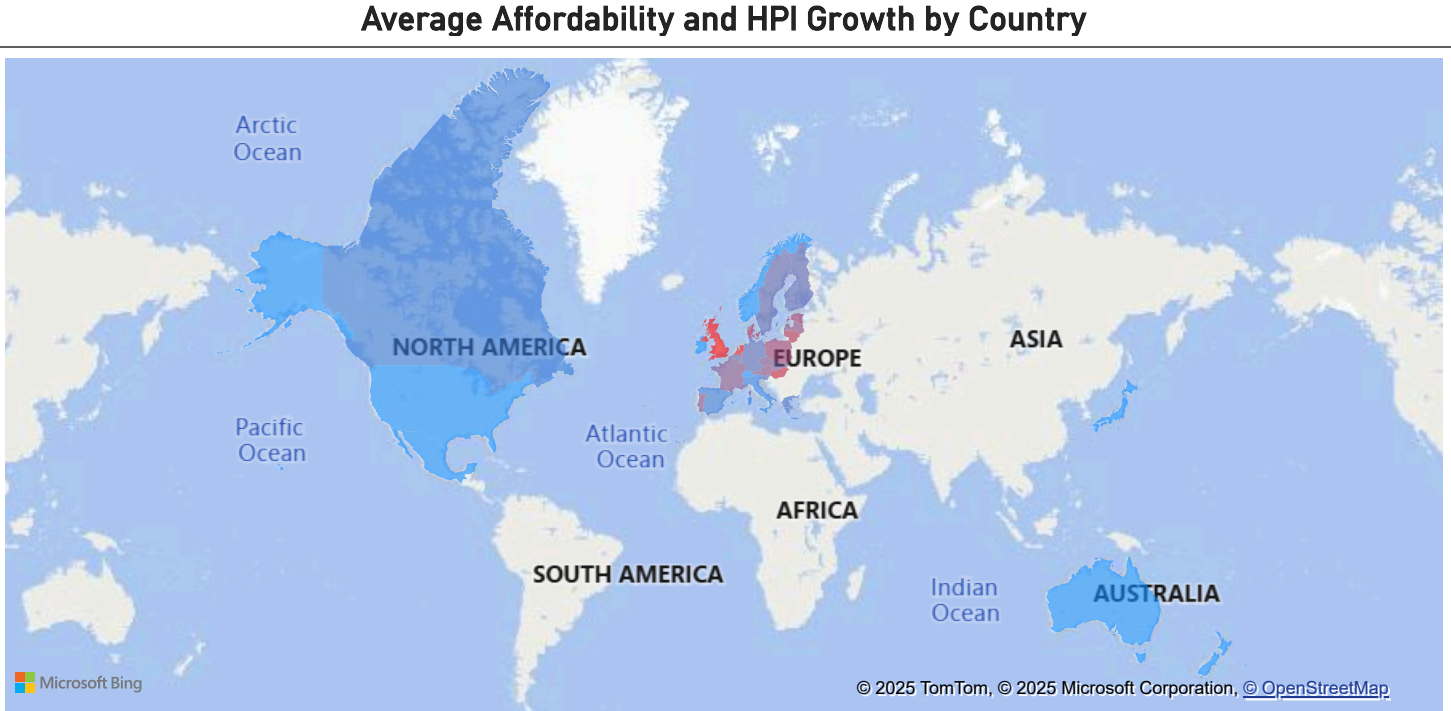 Average Affordability and HPI Growth by Country
Arctic
Ocean
NORTH AMERICA
ASIA
EUROPE
Pacific
Ocean
Atlantic
Ocean
AFRICA
SOUTH AMERICA
Indian
Ocean
AUSTRALIA
Microsoft Bing
© 2025 TomTom, © 2025 Microsoft Corporation, © OpenStreetMap